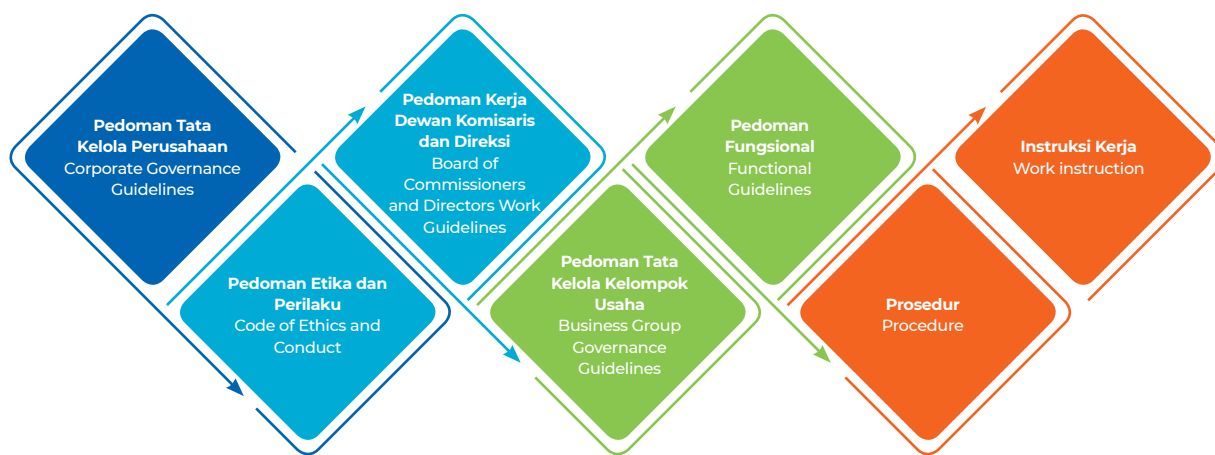 Pedoman Tata
Kelola Perusahaan
Corporate Governance
Guidelines
Pedoman Etika dan
Perilaku
Code of Ethics and
Conduct
Pedoman Kerja
Dewan Komisaris
dan Direksi
Board of
Commissioners
and Directors Work
Guidelines
Pedoman Tata
Kelola Kelompok
Usaha
Business Group
Governance
Guidelines
Pedoman
Fungsional
Functional
Guidelines
Prosedur
Procedure
Instruksi Kerja
Work instruction